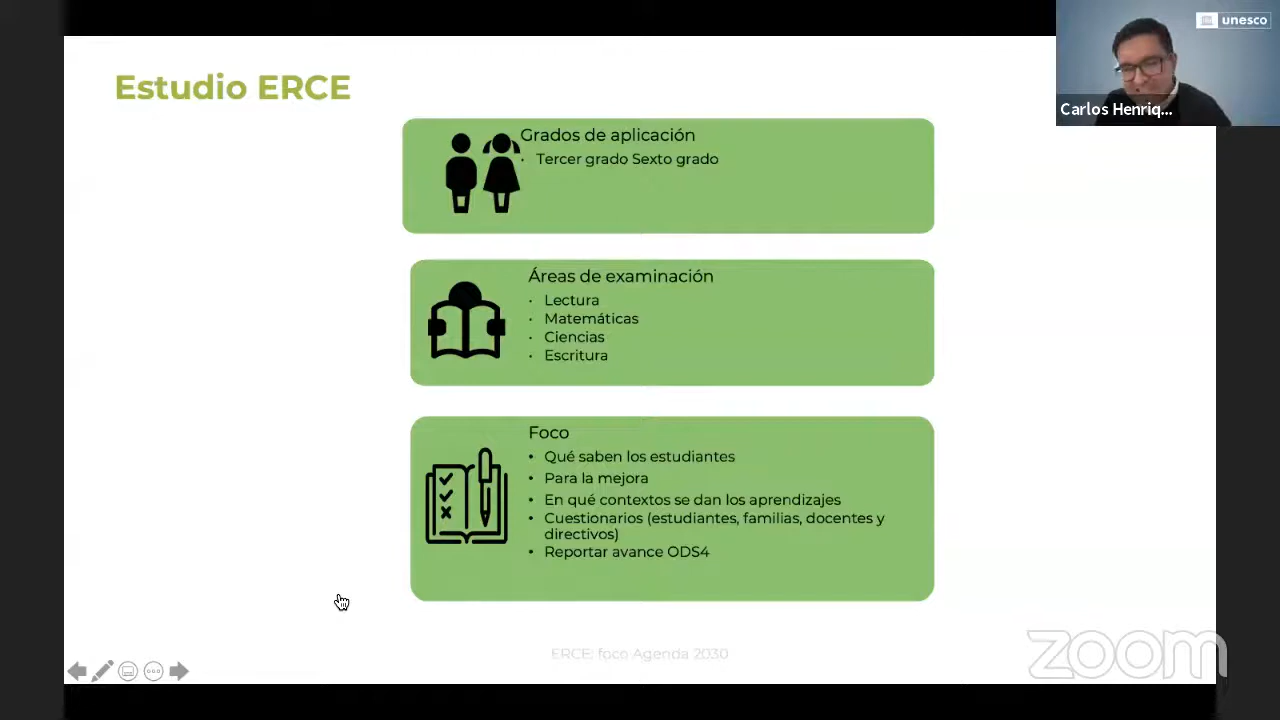 unesco
Carlos Henriq...
Estudio ERCE
Grados de aplicación
• Tercer grado Sexto grado
Áreas de examinación
• Lectura
• Matemáticas
• Ciencias
• Escritura
Foco
• Qué saben los estudiantes
• Para la mejora
• En qué contextos se dan los aprendizajes
• Cuestionarios (estudiantes, familias, docentes y
directivos)
• Reportar avance ODS4
ERCE: foco Agenda 2030
zoom